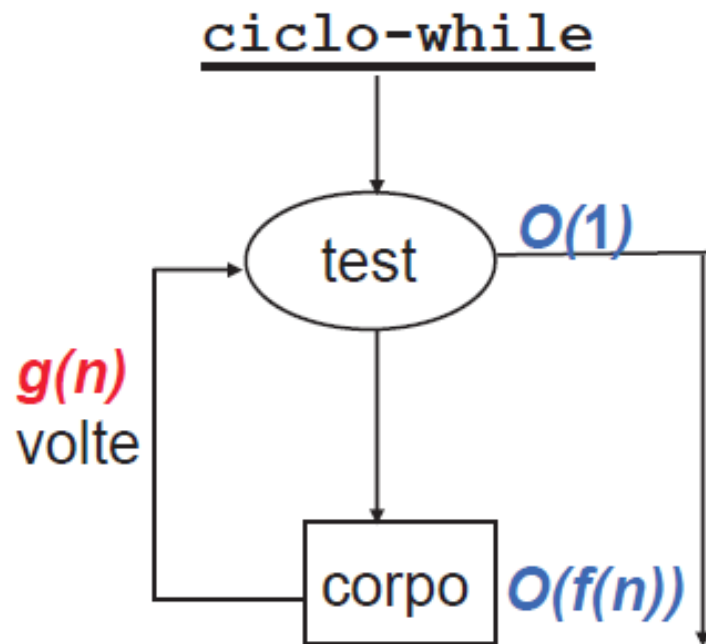 ciclo-while
test
O(1)
g(n)
volte
corpo
O(f(n))